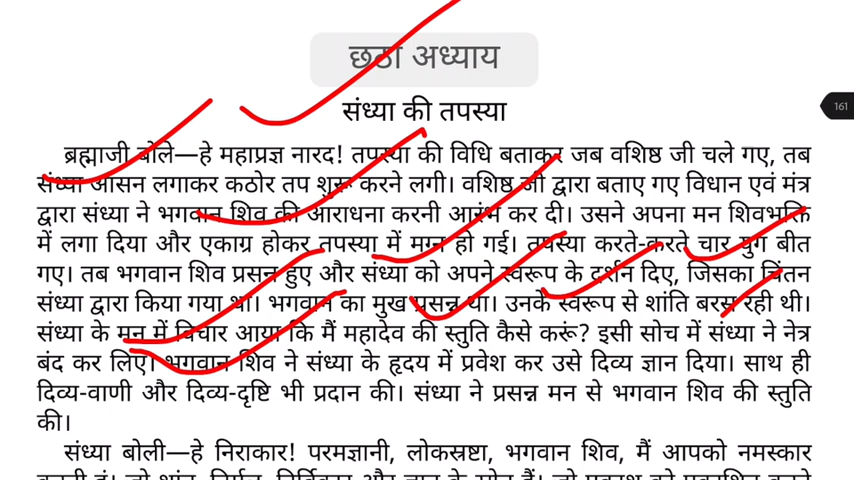 छठा अध्याय
161
संध्या की तपस्या
ब्रह्माजी बोले—हे महाप्रज्ञ नारद! तपस्या की विधि बताकर जब वशिष्ठ जी चले गए, तब
संध्या आसन लगाकर कठोर तप शुरू करने लगी। वशिष्ठ जी द्वारा बताए गए विधान एवं मंत्र
द्वारा संध्या ने भगवान शिव की आराधना करनी आरंभ कर दी। उसने अपना मन शिवभक्ति
में लगा दिया और एकाग्र होकर तपस्या में मग्न हो गई। तपस्या करते-करते चार युग बीत
गए। तब भगवान शिव प्रसन्न हुए और संध्या को अपने स्वरूप के दर्शन दिए, जिसका चिंतन
संध्या द्वारा किया गया था। भगवान का मुख प्रसन्न था। उनके स्वरूप से शांति बरस रही थी।
संध्या के मन में विचार आया कि मैं महादेव की स्तुति कैसे करूं? इसी सोच में संध्या ने नेत्र
बंद कर लिए। भगवान शिव ने संध्या के हृदय में प्रवेश कर उसे दिव्य ज्ञान दिया। साथ ही
दिव्य-वाणी और दिव्य-दृष्टि भी प्रदान की। संध्या ने प्रसन्न मन से भगवान शिव की स्तुति
की।
संध्या बोली—हे निराकार! परमज्ञानी, लोकस्रष्टा, भगवान शिव, मैं आपको नमस्कार